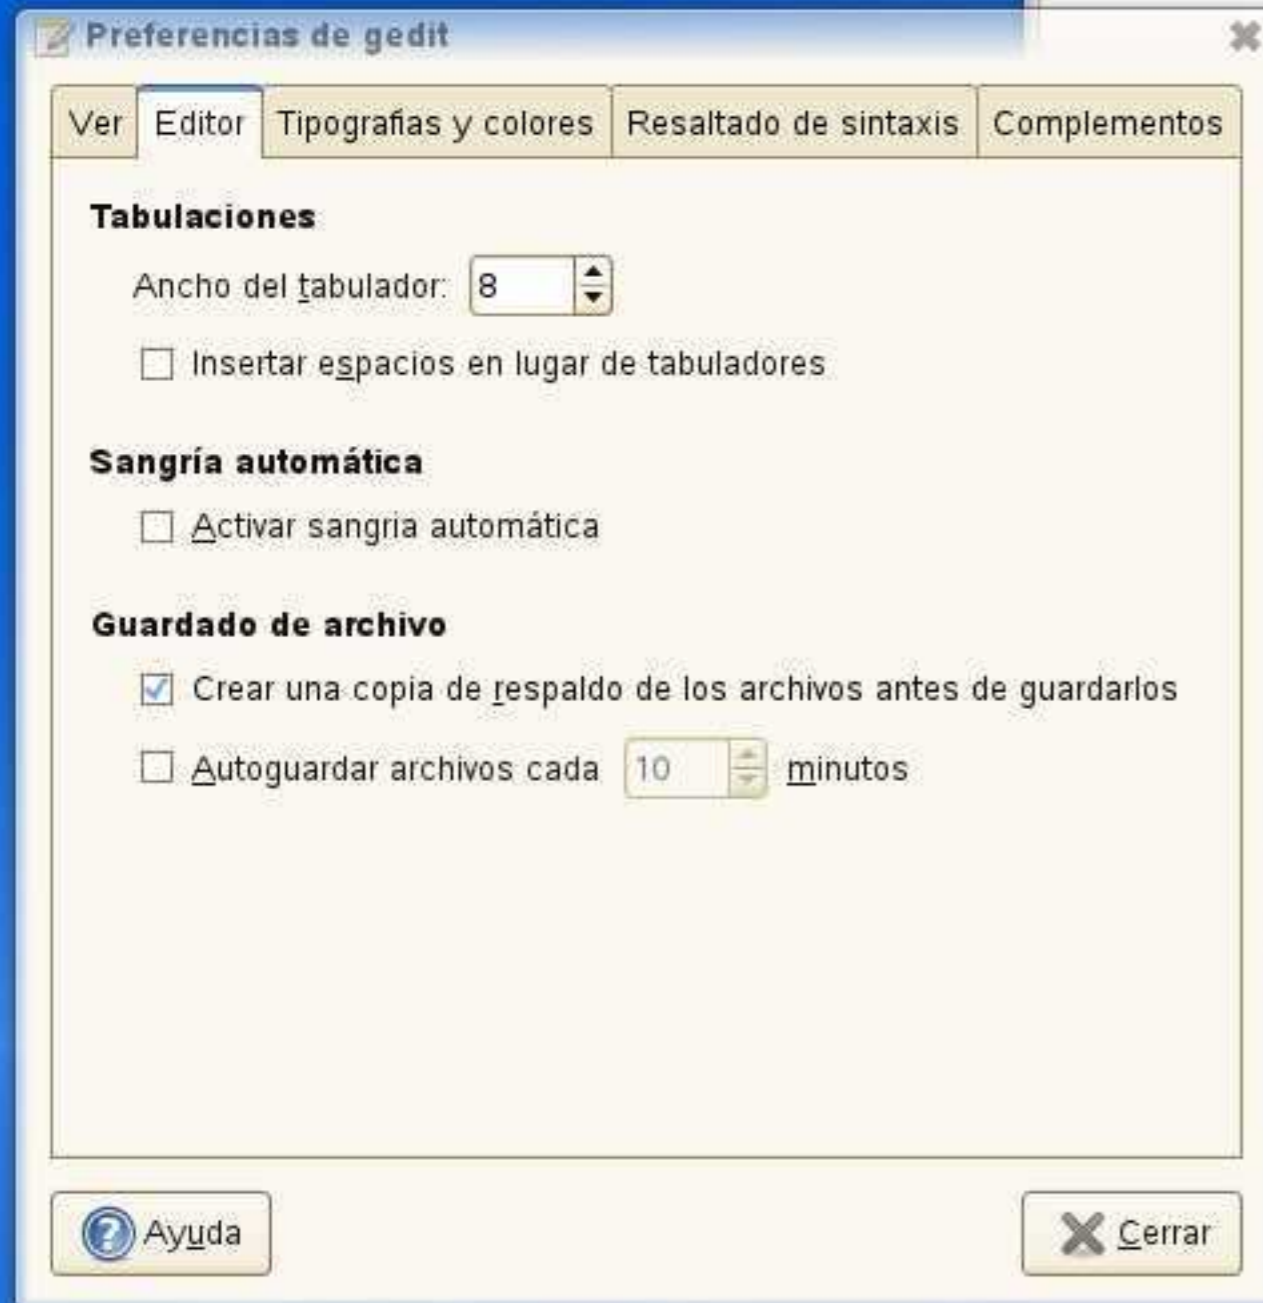 Preferencias de gedit
Ver Editor Tipografías y colores Resaltado de sintaxis Complementos
Tabulaciones
Ancho del tabulador: 8
Insertar espacios en lugar de tabuladores
Sangría automática
Activar sangria automática
Guardado de archivo
Crear una copia de respaldo de los archivos antes de guardarlos
Autoguardar archivos cada 10 minutos
Ayuda Cerrar